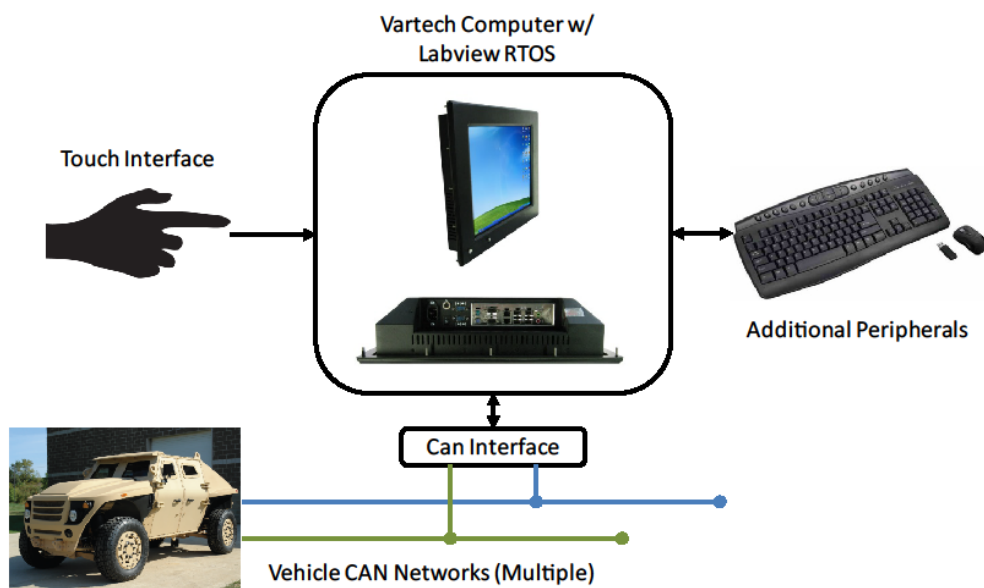 Vartech Computer w/
Labview RTOS
Touch Interface
Additional Peripherals
Can Interface
Vehicle CAN Networks (Multiple)